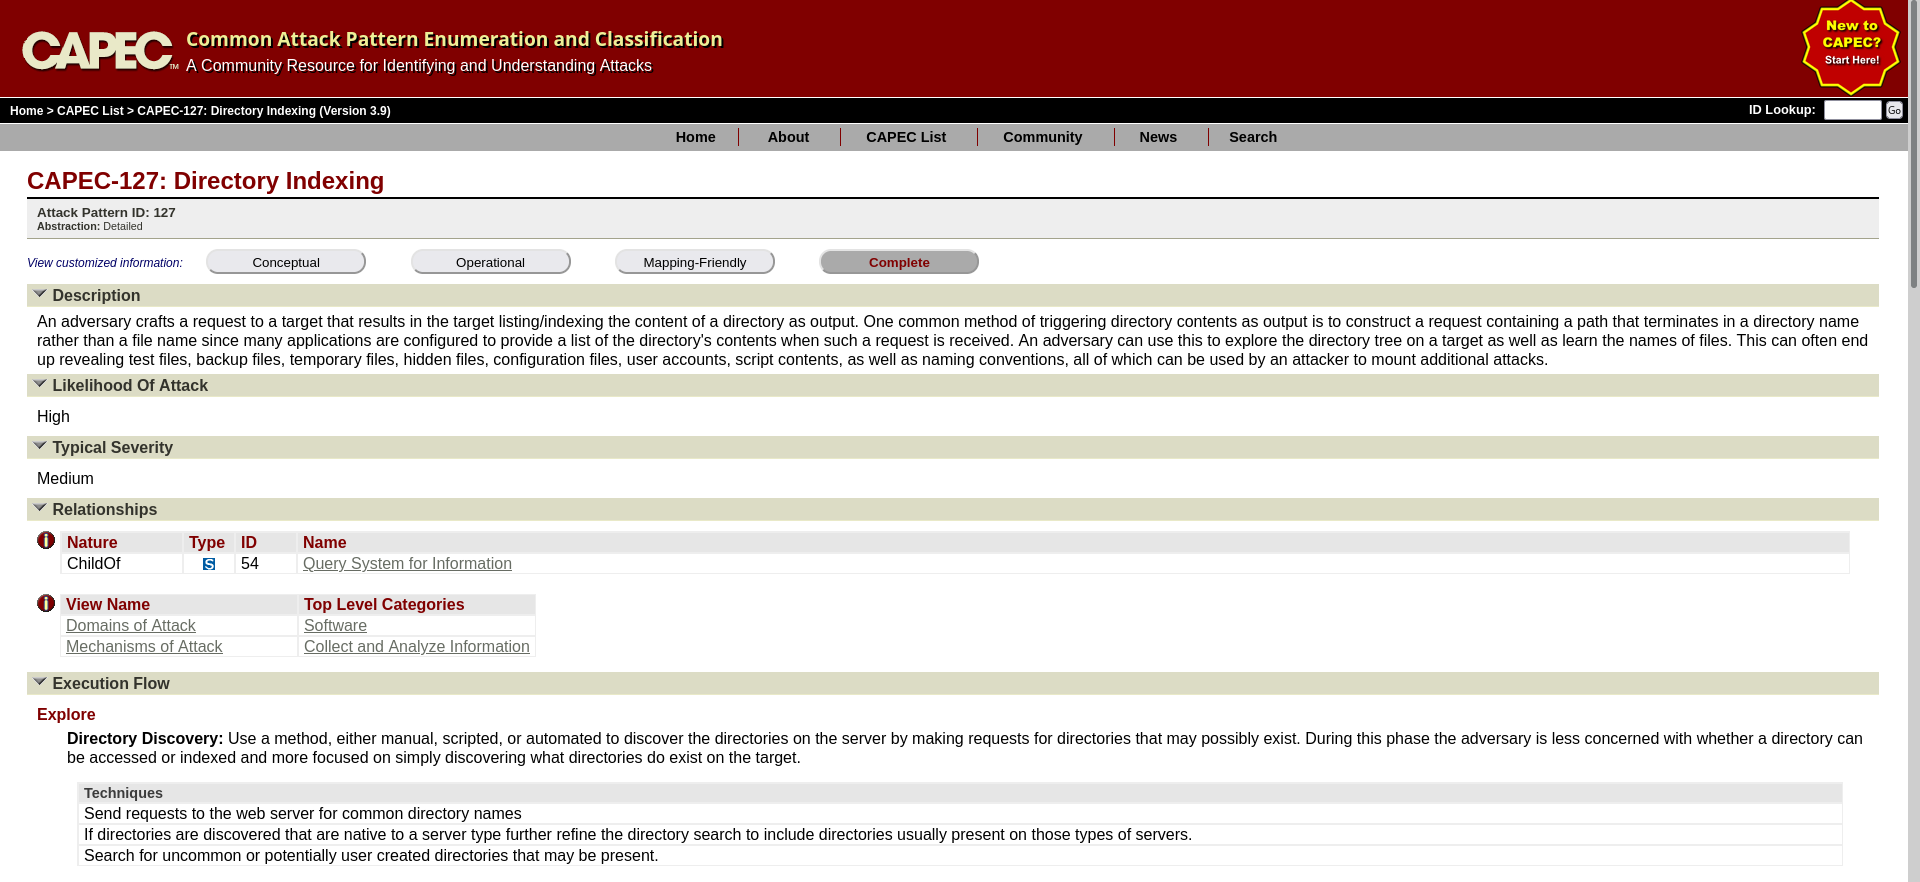 CAPEC™
Common Attack Pattern Enumeration and Classification
A Community Resource for Identifying and Understanding Attacks
New to
CAPEC?
Start Here!
Home > CAPEC List > CAPEC-127: Directory Indexing (Version 3.9)
ID Lookup:
Go
Home About CAPEC List Community News Search
CAPEC-127: Directory Indexing
Attack Pattern ID: 127
Abstraction: Detailed
View customized information: Conceptual Operational Mapping-Friendly Complete
Description
An adversary crafts a request to a target that results in the target listing/indexing the content of a directory as output. One common method of triggering directory contents as output is to construct a request containing a path that terminates in a directory name
rather than a file name since many applications are configured to provide a list of the directory's contents when such a request is received. An adversary can use this to explore the directory tree on a target as well as learn the names of files. This can often end
up revealing test files, backup files, temporary files, hidden files, configuration files, user accounts, script contents, as well as naming conventions, all of which can be used by an attacker to mount additional attacks.
Likelihood Of Attack
High
Typical Severity
Medium
Relationships
Nature Type ID Name
ChildOf S 54 Query System for Information
View Name Top Level Categories
Domains of Attack Software
Mechanisms of Attack Collect and Analyze Information
Execution Flow
Explore
Directory Discovery: Use a method, either manual, scripted, or automated to discover the directories on the server by making requests for directories that may possibly exist. During this phase the adversary is less concerned with whether a directory can
be accessed or indexed and more focused on simply discovering what directories do exist on the target.
Techniques
Send requests to the web server for common directory names
If directories are discovered that are native to a server type further refine the directory search to include directories usually present on those types of servers.
Search for uncommon or potentially user created directories that may be present.